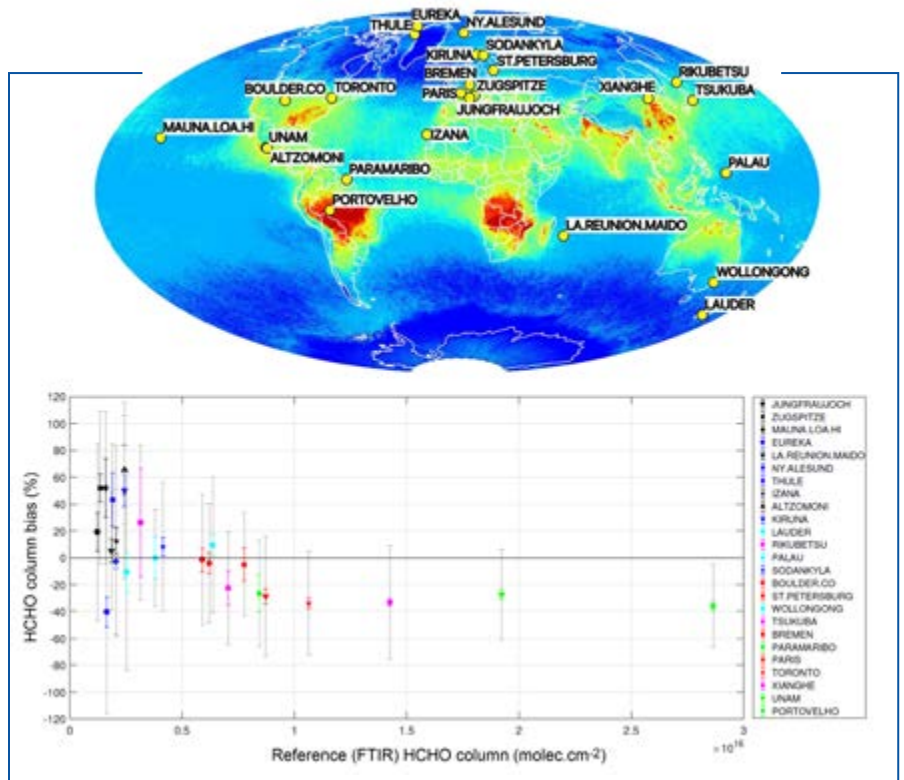 EUREKA
THULE
NY.ALESUND
KIRUNA
SODANKYLA
ST.PETERSBURG
BREMEN
RIKUBETSU
BOULDER.CO
TORONTO
PARIS
ZUGSPITZE
XIANGHE
TSUKUBA
JUNGFRAUJOCH
MAUNA.LOA.HI
UNAM
IZANA
ALTZOMONI
PARAMARIBO
PALAU
PORTOVELHO
LA.REUNION.MAIDO
WOLLONGONG
LAUDER
HCHO column bias (%)
120
100
80
60
40
20
0
-20
-40
-60
-80
-100
-120
0 0.5 1 1.5 2 2.5 3
×10¹⁶
Reference (FTIR) HCHO column (molec.cm⁻²)
JUNGFRAUJOCH
ZUGSPITZE
MAUNA.LOA.HI
EUREKA
LA.REUNION.MAIDO
NY.ALESUND
THULE
IZANA
ALTZOMONI
KIRUNA
LAUDER
RIKUBETSU
PALAU
SODANKYLA
BOULDER.CO
ST.PETERSBURG
WOLLONGONG
TSUKUBA
BREMEN
PARAMARIBO
PARIS
TORONTO
XIANGHE
UNAM
PORTOVELHO